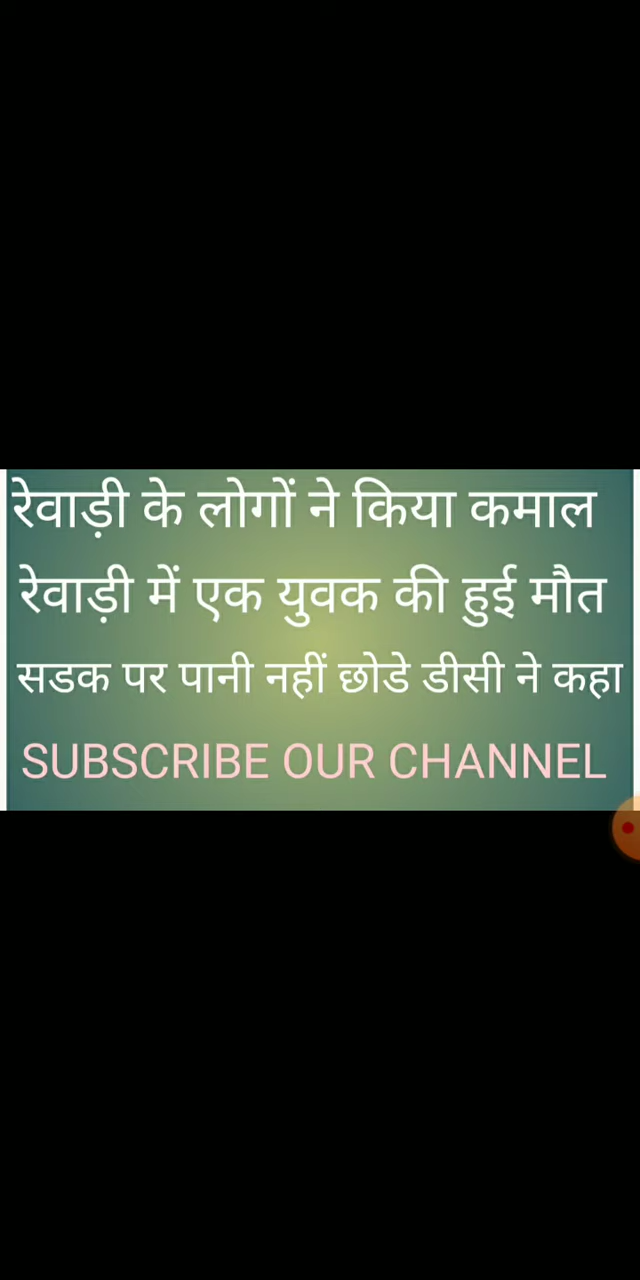 रेवाड़ी के लोगों ने किया कमाल
रेवाड़ी में एक युवक की हुई मौत
सडक पर पानी नहीं छोडे डीसी ने कहा
SUBSCRIBE OUR CHANNEL